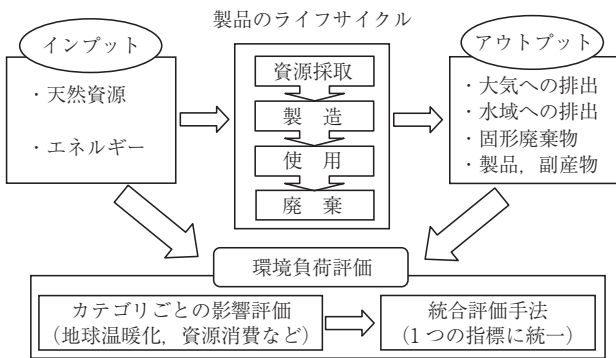 製品のライフサイクル
インプット
・天然資源
・エネルギー
資源採取
製 造
使 用
廃 棄
アウトプット
・大気への排出
・水域への排出
・固形廃棄物
・製品，副産物
環境負荷評価
カテゴリごとの影響評価
（地球温暖化，資源消費など）
統合評価手法
（1つの指標に統一）